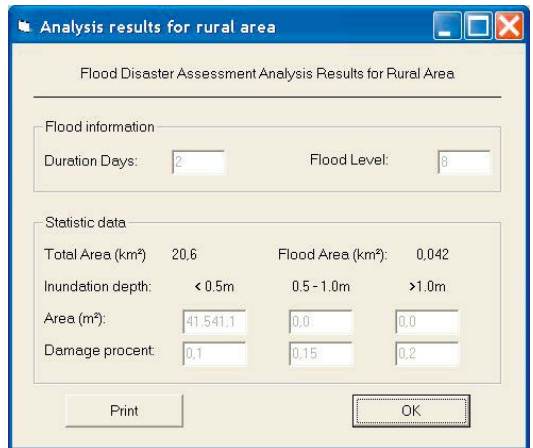 Analysis results for rural area
Flood Disaster Assessment Analysis Results for Rural Area
Flood information
Duration Days: 2 Flood Level: 8
Statistic data
Total Area (km²) 20,6 Flood Area (km²): 0,042
Inundation depth: < 0.5m 0.5 - 1.0m >1.0m
Area (m²): 41.541,1 0,0 0,0
Damage procent: 0,1 0,15 0,2
Print OK